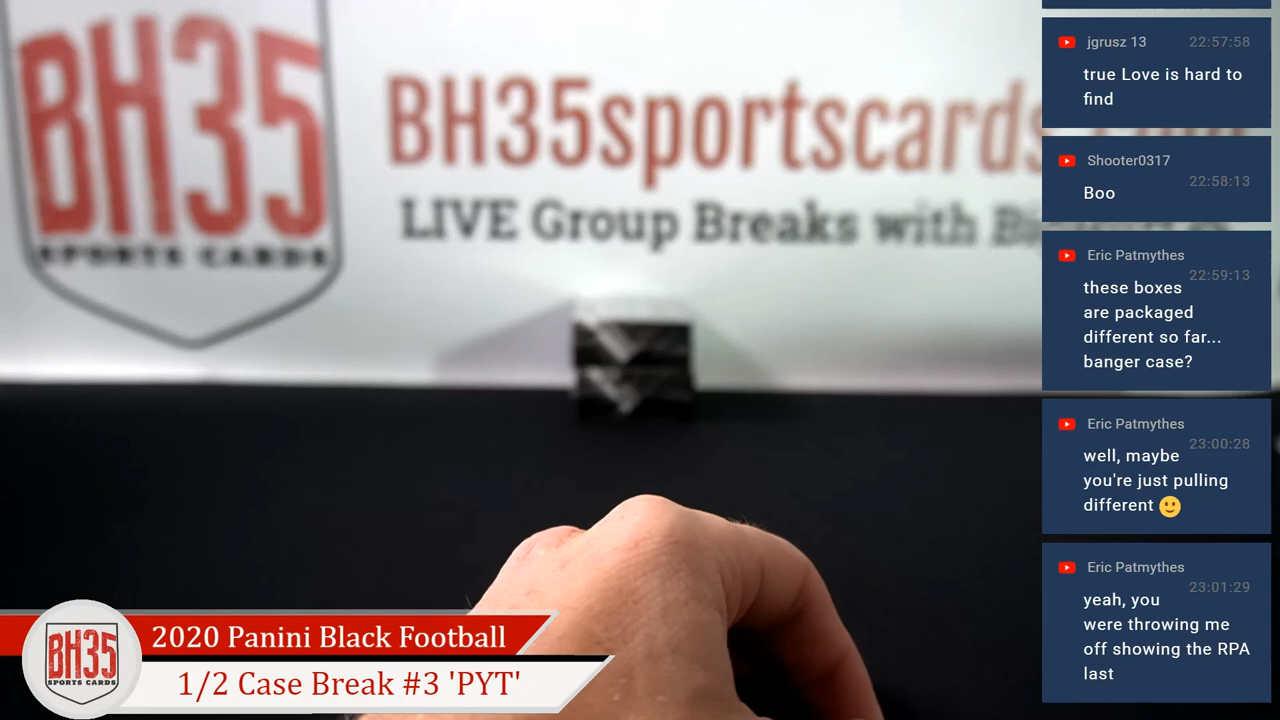 BH35
SPORTS CARDS
BH35sportscards
LIVE Group Breaks with
jgrusz 13 22:57:58
true Love is hard to
find
Shooter0317
22:58:13
Boo
Eric Patmythes
22:59:13
these boxes
are packaged
different so far...
banger case?
Eric Patmythes
23:00:28
well, maybe
you're just pulling
different 🙂
Eric Patmythes
23:01:29
yeah, you
were throwing me
off showing the RPA
last
BH35
SPORTS CARDS
2020 Panini Black Football
1/2 Case Break #3 'PYT'